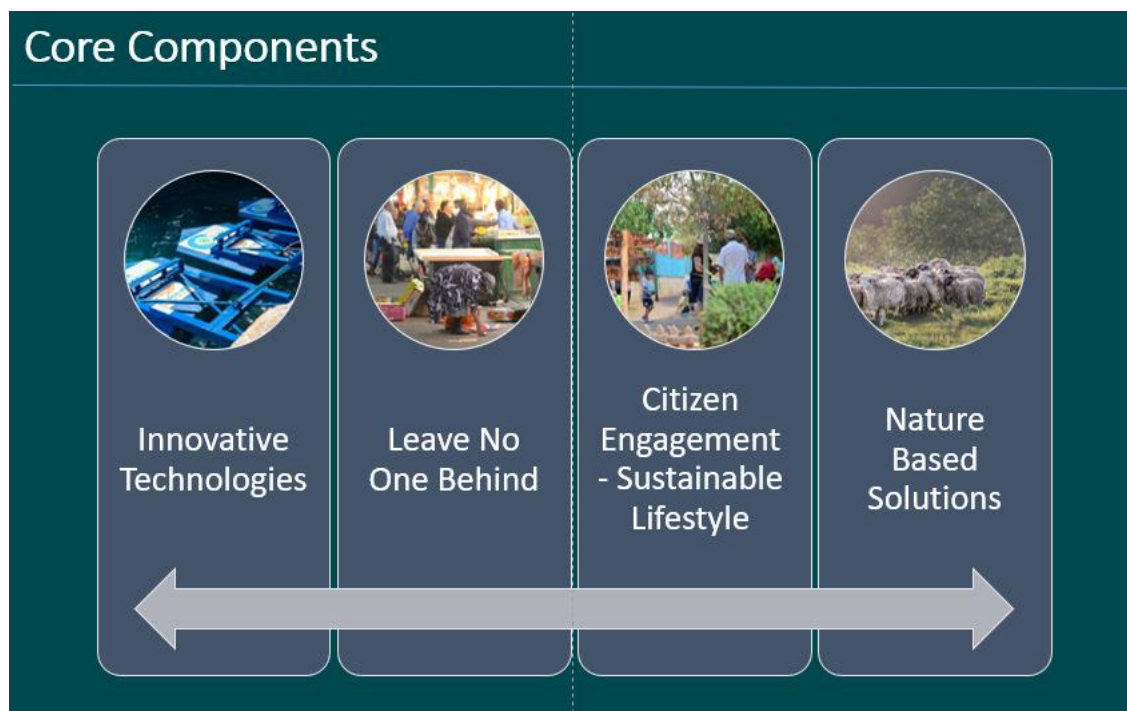 Core Components
Innovative
Technologies
Leave No
One Behind
Citizen
Engagement
- Sustainable
Lifestyle
Nature
Based
Solutions